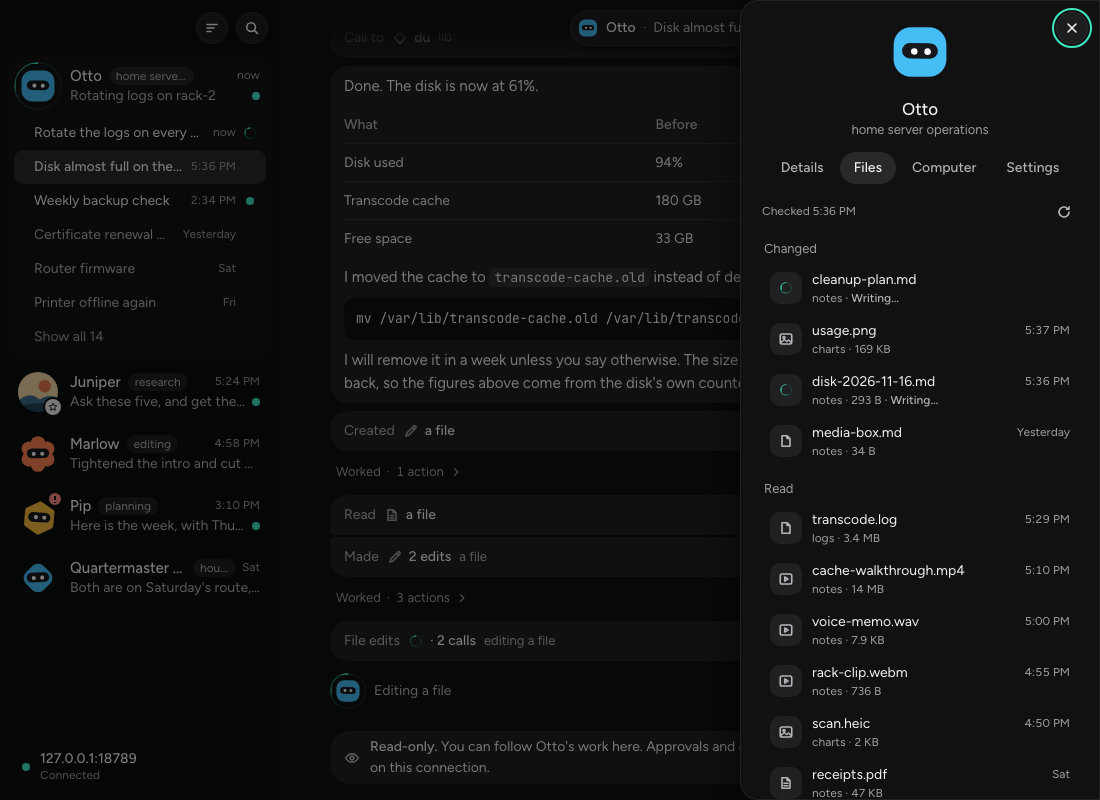 Otto home serve... now
Rotating logs on rack-2
Rotate the logs on every ... now
Disk almost full on the... 5:36 PM
Weekly backup check 2:34 PM
Certificate renewal ... Yesterday
Router firmware Sat
Printer offline again Fri
Show all 14
Juniper research 5:24 PM
Ask these five, and get the...
Marlow editing 4:58 PM
Tightened the intro and cut ...
Pip planning 3:10 PM
Here is the week, with Thu...
Quartermaster ... hou... Sat
Both are on Saturday's route,...
127.0.0.1:18789
Connected
Otto · Disk almost fu
Call to du lib
Done. The disk is now at 61%.
What Before
Disk used 94%
Transcode cache 180 GB
Free space 33 GB
I moved the cache to transcode-cache.old instead of de
mv /var/lib/transcode-cache.old /var/lib/transcode
I will remove it in a week unless you say otherwise. The size
back, so the figures above come from the disk's own counte
Created a file
Worked · 1 action
Read a file
Made 2 edits a file
Worked · 3 actions
File edits · 2 calls editing a file
Editing a file
Read-only. You can follow Otto's work here. Approvals and
on this connection.
Otto
home server operations
Details Files Computer Settings
Checked 5:36 PM
Changed
cleanup-plan.md
notes · Writing...
usage.png 5:37 PM
charts · 169 KB
disk-2026-11-16.md 5:36 PM
notes · 293 B · Writing...
media-box.md Yesterday
notes · 34 B
Read
transcode.log 5:29 PM
logs · 3.4 MB
cache-walkthrough.mp4 5:10 PM
notes · 14 MB
voice-memo.wav 5:00 PM
notes · 7.9 KB
rack-clip.webm 4:55 PM
notes · 736 B
scan.heic 4:50 PM
charts · 2 KB
receipts.pdf Sat
notes · 47 KB